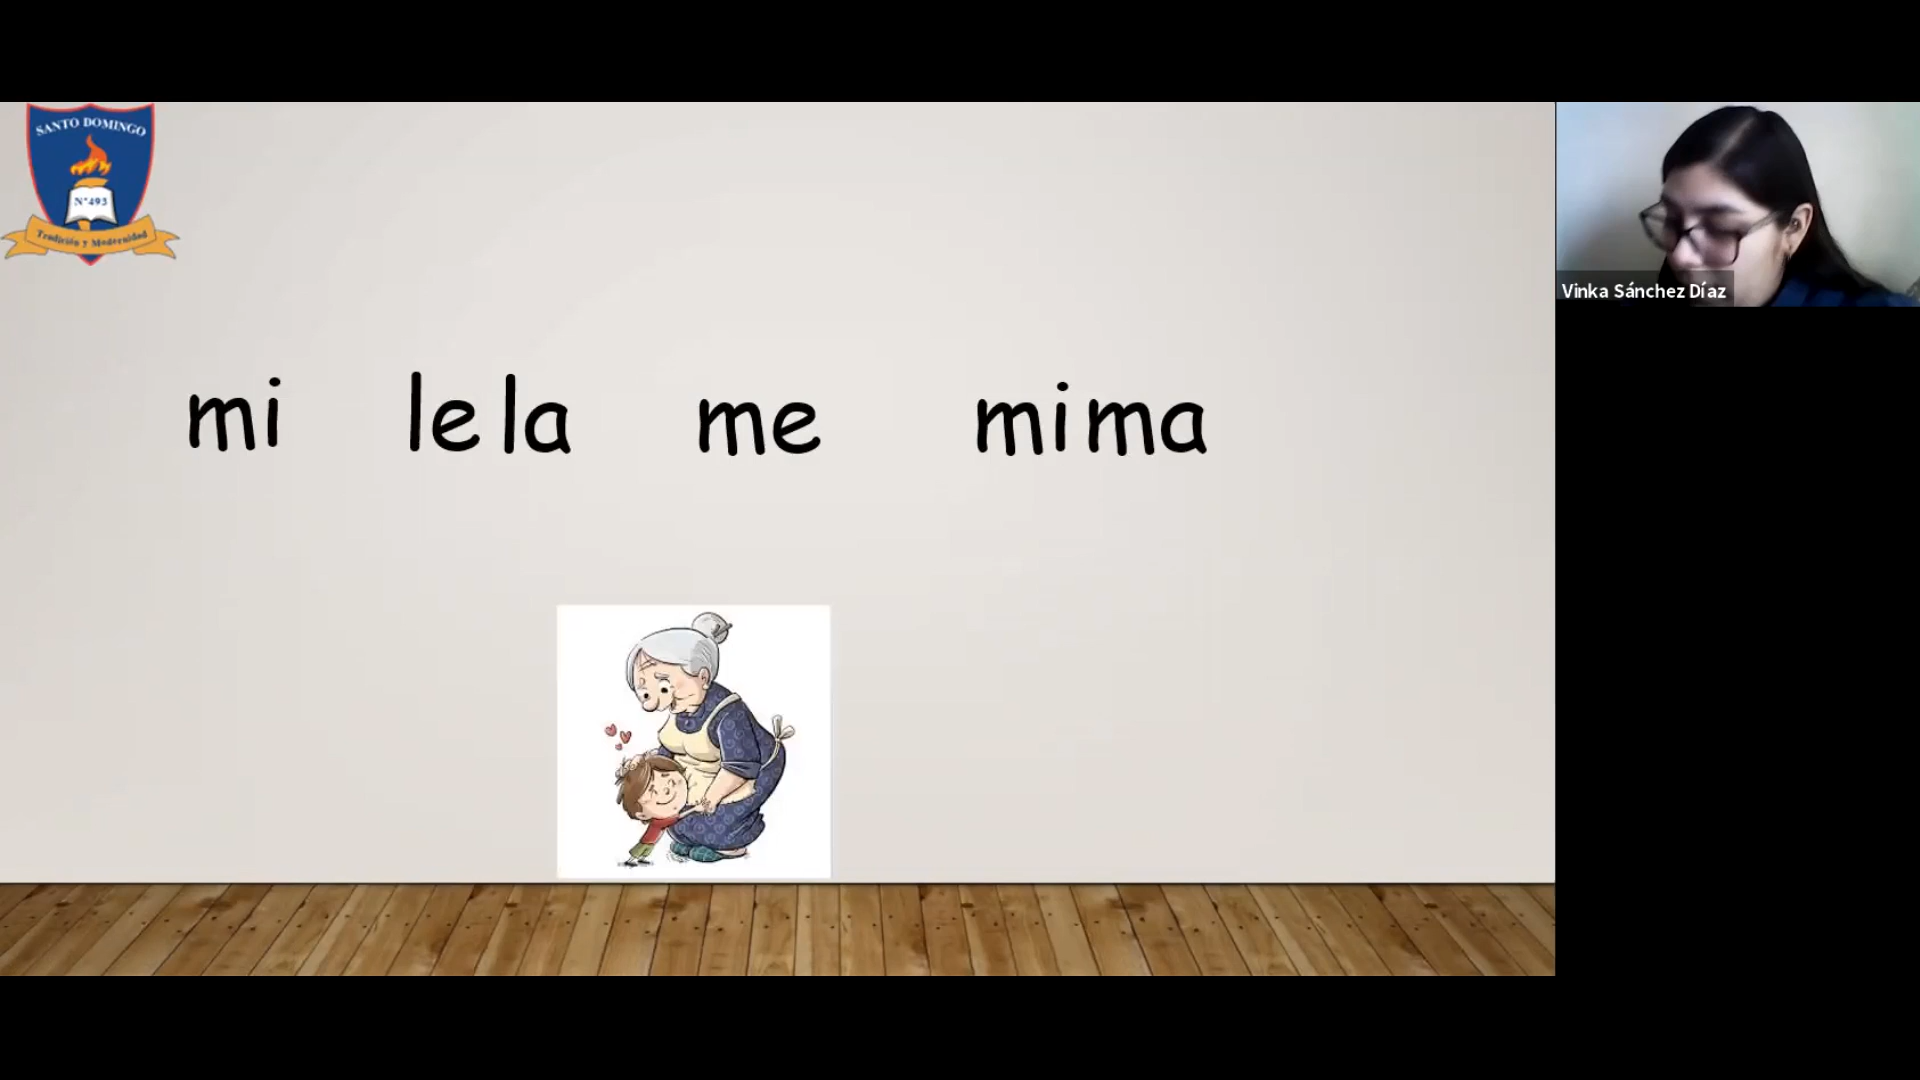 SANTO DOMINGO
N°493
Tradición y Modernidad
mi lela me mima
Vinka Sánchez Díaz